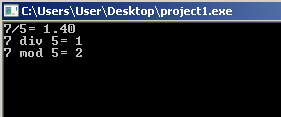 C:\Users\User\Desktop\project1.exe
7/5= 1.40
7 div 5= 1
7 mod 5= 2